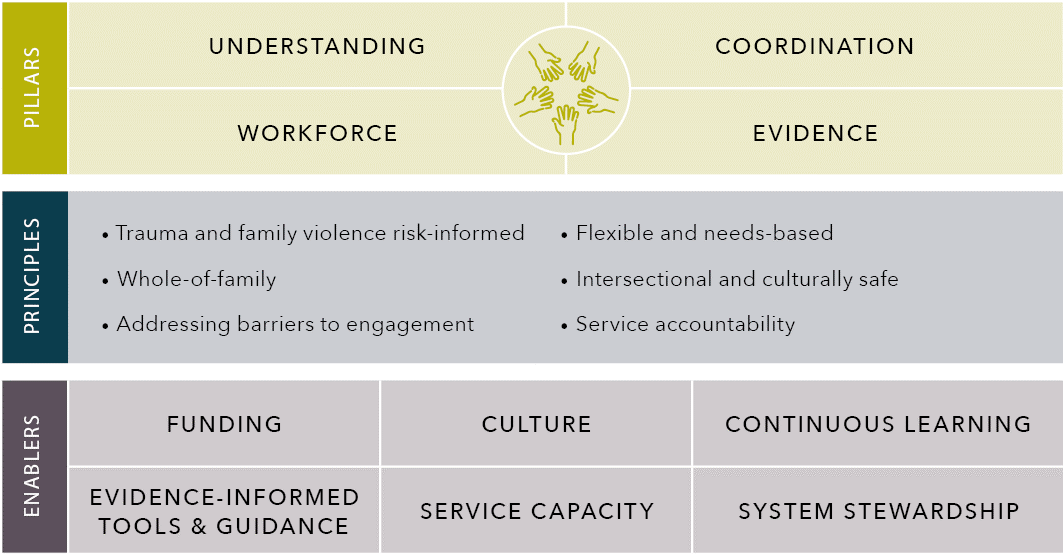 PILLARS
UNDERSTANDING
COORDINATION
WORKFORCE
EVIDENCE
PRINCIPLES
• Trauma and family violence risk-informed
• Whole-of-family
• Addressing barriers to engagement
• Flexible and needs-based
• Intersectional and culturally safe
• Service accountability
ENABLERS
FUNDING
CULTURE
CONTINUOUS LEARNING
EVIDENCE-INFORMED
TOOLS & GUIDANCE
SERVICE CAPACITY
SYSTEM STEWARDSHIP